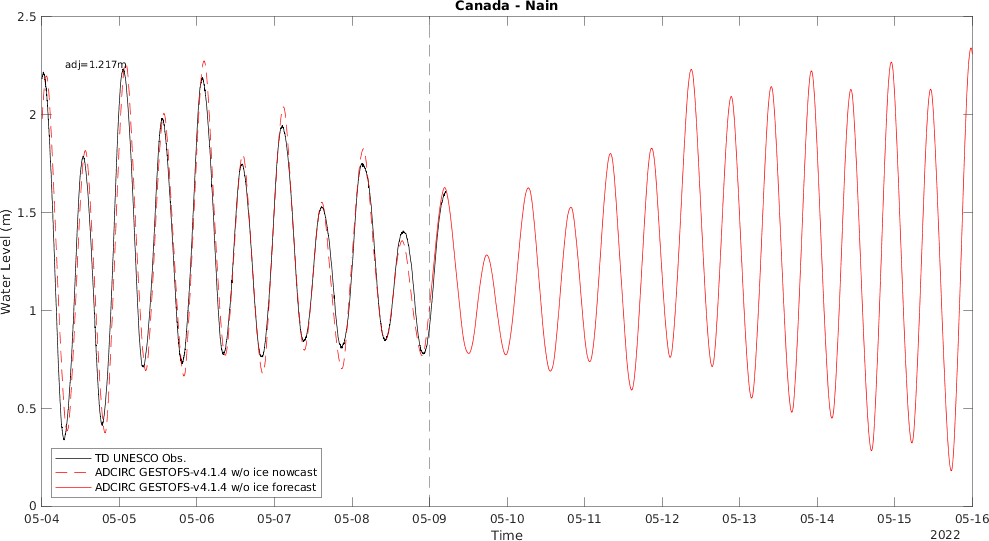 Canada - Nain
adj=1.217m
Water Level (m)
2.5
2
1.5
1
0.5
0
TD UNESCO Obs.
ADCIRC GESTOFS-v4.1.4 w/o ice nowcast
ADCIRC GESTOFS-v4.1.4 w/o ice forecast
05-04 05-05 05-06 05-07 05-08 05-09 05-10 05-11 05-12 05-13 05-14 05-15 05-16
Time
2022